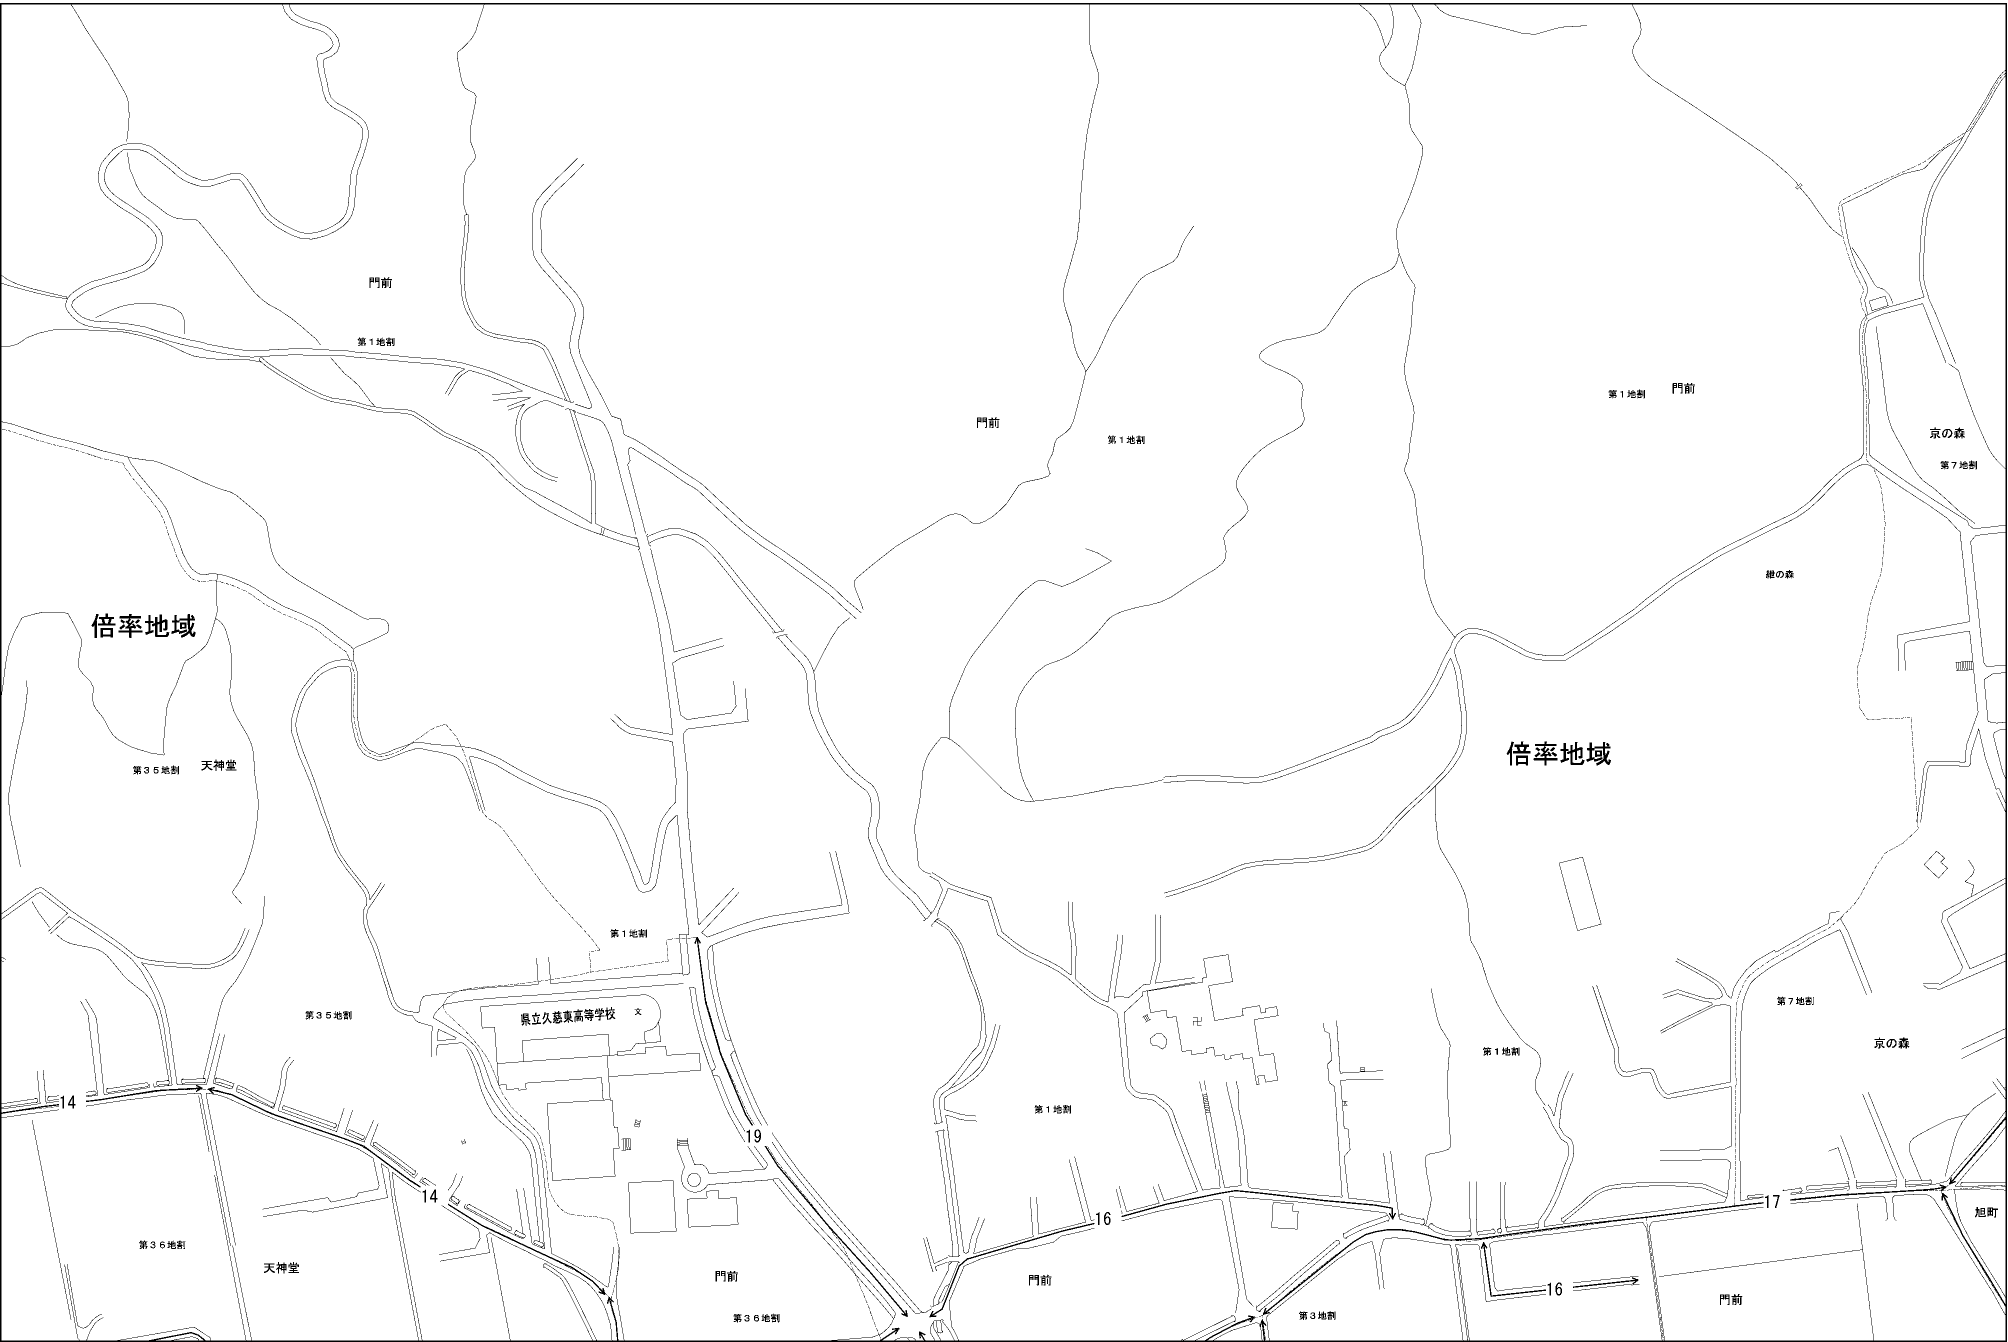 門前
第１地割
第１地割
門前
門前
第１地割
京の森
第７地割
紲の森
倍率地域
倍率地域
天神堂
第３５地割
第１地割
第７地割
県立久慈東高等学校
文
第３５地割
京の森
第１地割
14
第１地割
19
14
17
16
旭町
第３６地割
天神堂
門前
門前
16
門前
第３６地割
第３地割